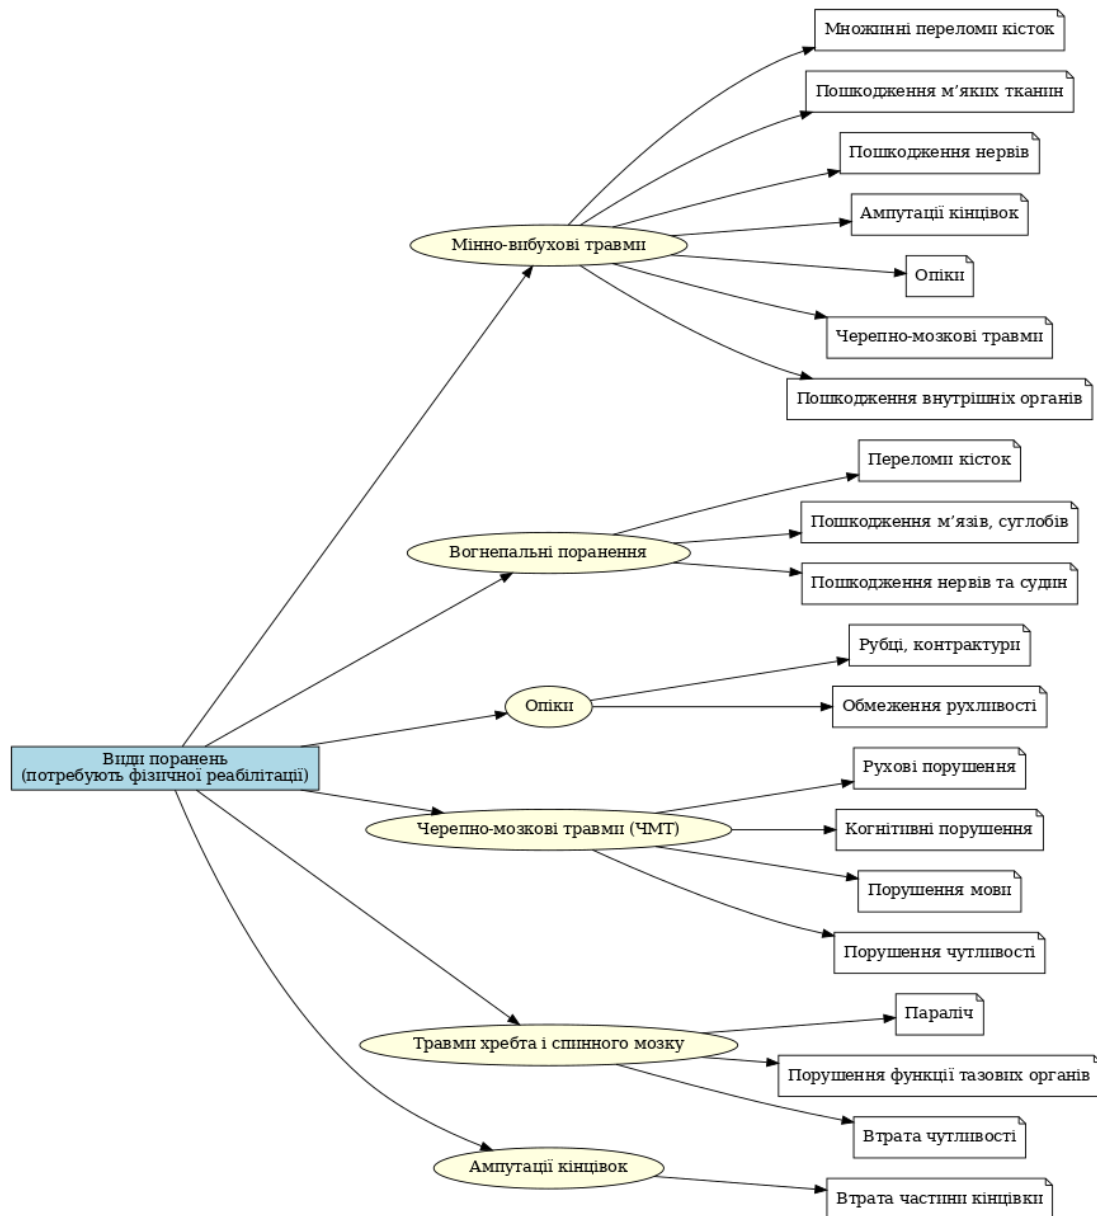 Множинні переломи кісток
Пошкодження м’яких тканин
Пошкодження нервів
Ампутації кінцівок
Мінно-вибухові травми
Опіки
Черепно-мозкові травми
Пошкодження внутрішніх органів
Переломи кісток
Пошкодження м’язів, суглобів
Вогнепальні поранення
Пошкодження нервів та судин
Рубці, контрактури
Опіки
Обмеження рухливості
Види поранень
(потребують фізичної реабілітації)
Рухові порушення
Черепно-мозкові травми (ЧМТ)
Когнітивні порушення
Порушення мови
Порушення чутливості
Параліч
Травми хребта і спинного мозку
Порушення функції тазових органів
Втрата чутливості
Ампутації кінцівок
Втрата частини кінцівки